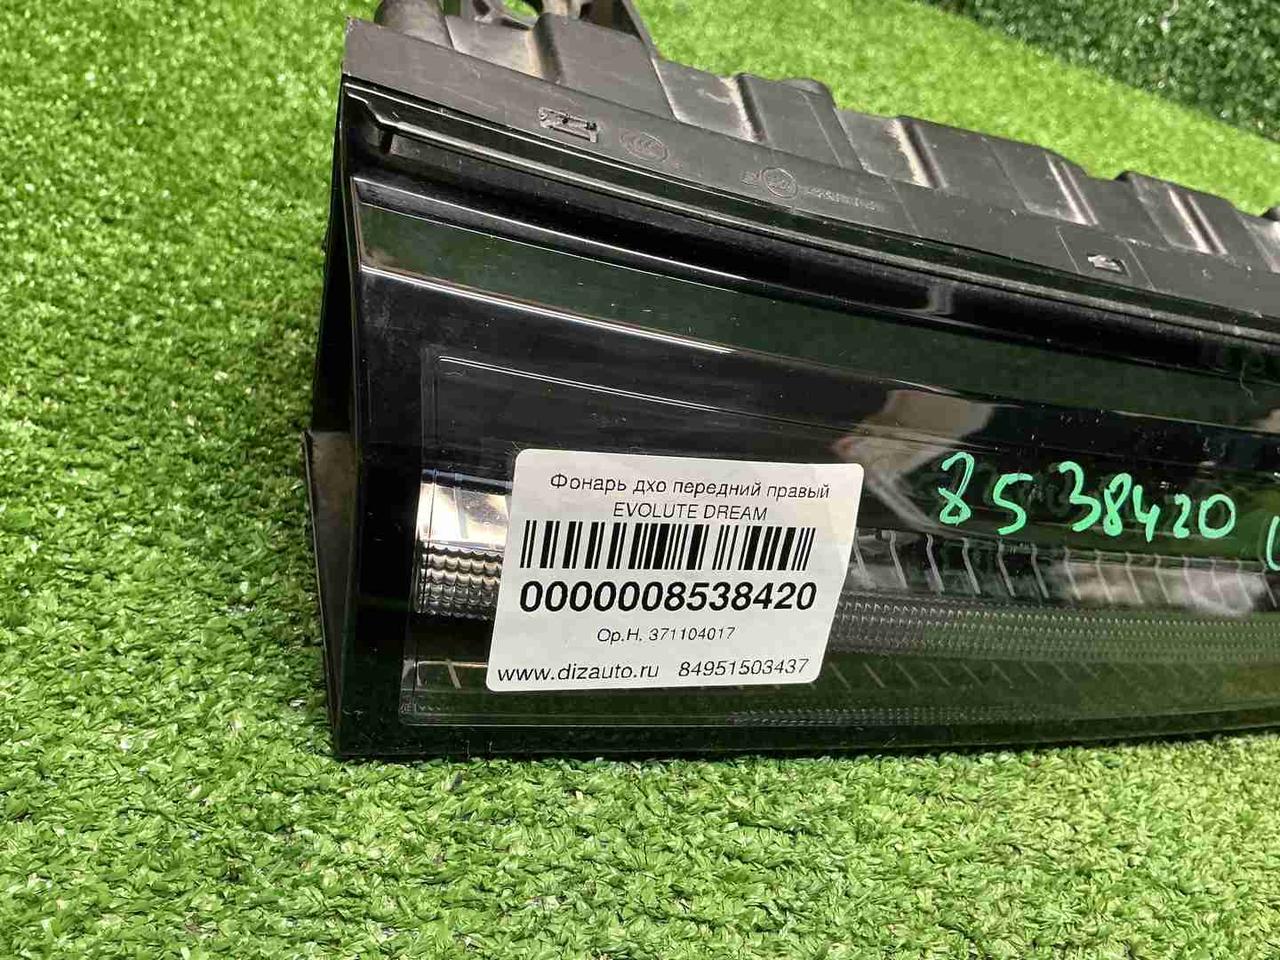 Фонарь дхо передний правый
EVOLUTE DREAM
0000008538420
Ор.Н. 371104017
www.dizauto.ru 84951503437
8538420